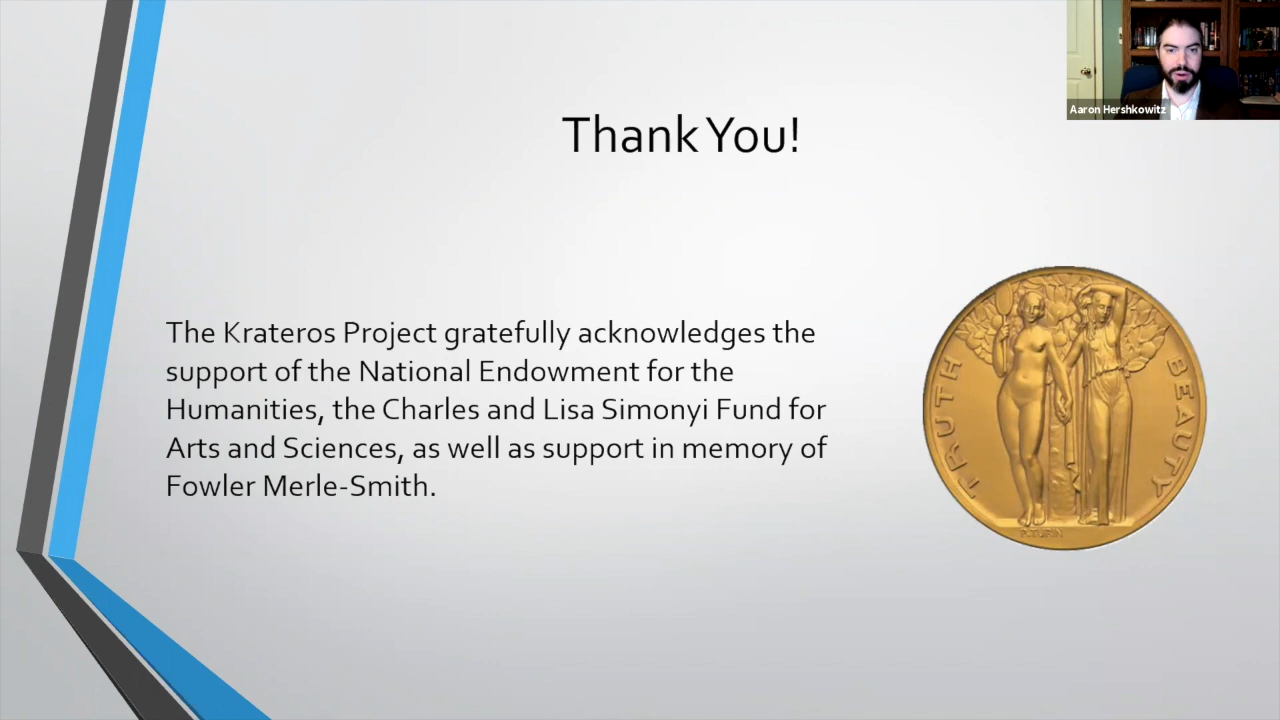 Aaron Hershkowitz
Thank You!
The Krateros Project gratefully acknowledges the
support of the National Endowment for the
Humanities, the Charles and Lisa Simonyi Fund for
Arts and Sciences, as well as support in memory of
Fowler Merle-Smith.
TRUTH
BEAUTY
P.TURIN